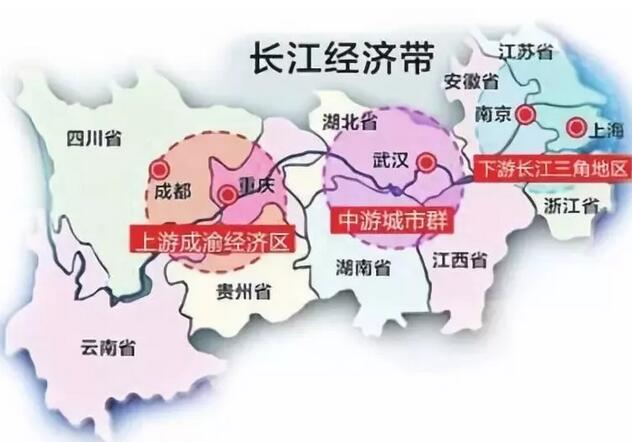 长江经济带
江苏省
安徽省
南京
上海
湖北省
四川省
武汉
下游长江三角地区
成都
重庆
浙江省
中游城市群
上游成渝经济区
江西省
湖南省
贵州省
云南省